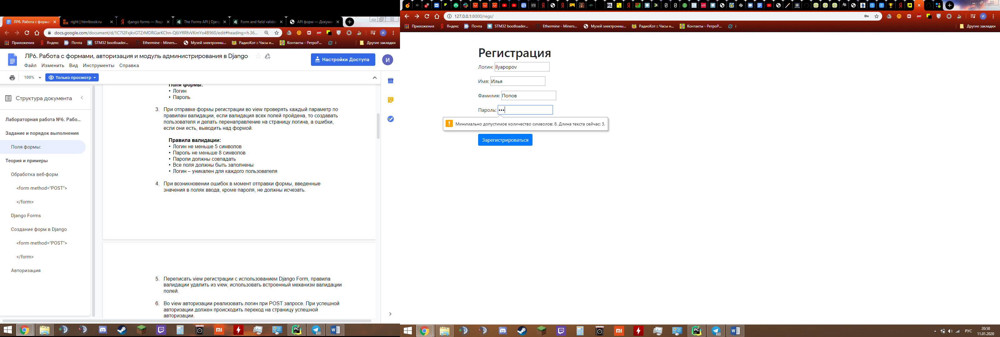 ЛР6. Работа с форма
right | htmlbook.ru
django forms — Янде
The Forms API | Djang
Form and field validat
API форм — Докумен
docs.google.com/document/d/1C7l2FxjkvGTZrMDRGarKChn-Q6iYflRfvVKmYo4B960/edit#heading=h.36...
Приложения
Яндекс
Почта
STM32 bootloader...
Ethermine - Miners...
Музей электронны...
РадиоКот :: Часы н...
Контакты - РетроР...
i
Другие закладки
ЛР6. Работа с формами, авторизация и модуль администрирования в Django
Файл Изменить Вид Инструменты Справка
Настройки Доступа
И
100%
Только просмотр
Структура документа
Лабораторная работа №6. Рабо...
Задание и порядок выполнения
Поля формы:
Теория и примеры
Обработка веб-форм
<form method="POST">
</form>
Django Forms
Создание форм в Django
<form method="POST">
</form>
Авторизация
Поля формы:
• Логин
• Пароль
3. При отправке формы регистрации во view проверять каждый параметр по
правилам валидации, если валидация всех полей пройдена, то создавать
пользователя и делать перенаправление на страницу логина, а ошибки,
если они есть, выводить над формой.
Правила валидации:
• Логин не меньше 5 символов
• Пароль не меньше 8 символов
• Пароли должны совпадать
• Все поля должны быть заполнены
• Логин – уникален для каждого пользователя
4. При возникновении ошибок в момент отправки формы, введенные
значения в полях ввода, кроме пароля, не должны исчезать.
5. Переписать view регистрации с использованием Django Form, правила
валидации удалить из view, использовать встроенный механизм валидации
полей.
6. Во view авторизации реализовать логин при POST запросе. При успешной
авторизации должен происходить переход на страницу успешной
авторизации.
127.0.0.1:8000/regs/
Приложения
Яндекс
Почта
STM32 bootloader...
Ethermine - Miners...
Музей электронны...
РадиоКот :: Часы н...
Контакты - РетроР...
i
Другие закладки
Регистрация
Логин: ilyapopov
Имя: Илья
Фамилия: Попов
Пароль: •••
Минимально допустимое количество символов: 8. Длина текста сейчас: 3.
Зарегистрироваться
РУС
20:58
11.01.2020